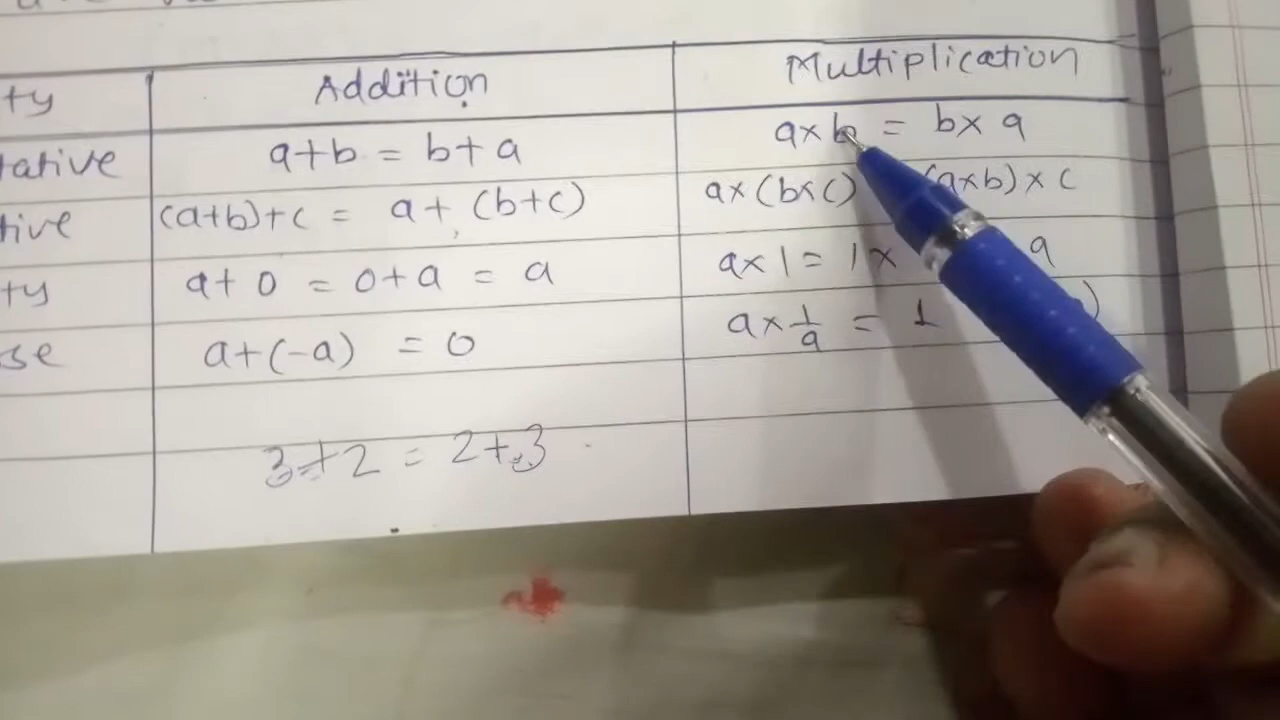 ty Addition Multiplication
tative a+b = b+a a×b = b× a
tive (a+b)+c = a+ (b+c) a×(b×c) (a×b)×c
ty a+0 = 0+a = a a×1= 1× a
se a+(-a) = 0 a×1/a = 1 )
3+2 = 2+3